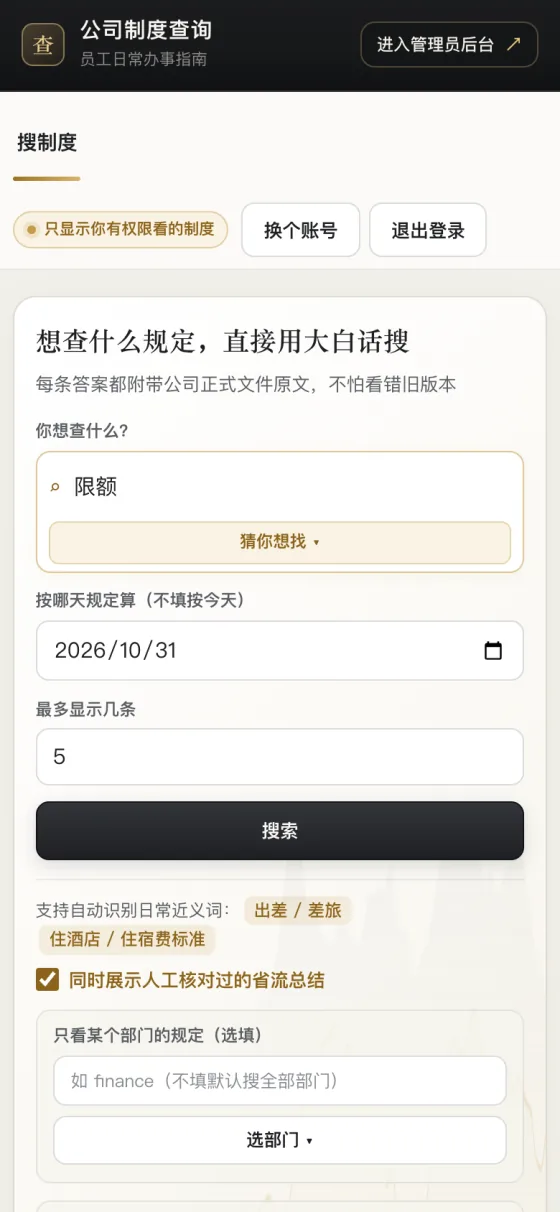 查
公司制度查询
员工日常办事指南
进入管理员后台 ↗
搜制度
只显示你有权限看的制度
换个账号
退出登录
想查什么规定，直接用大白话搜
每条答案都附带公司正式文件原文，不怕看错旧版本
你想查什么?
限额
猜你想找 ▾
按哪天规定算（不填按今天）
2026/10/31
最多显示几条
5
搜索
支持自动识别日常近义词： 出差 / 差旅
住酒店 / 住宿费标准
同时展示人工核对过的省流总结
只看某个部门的规定（选填）
如 finance（不填默认搜全部部门）
选部门 ▾